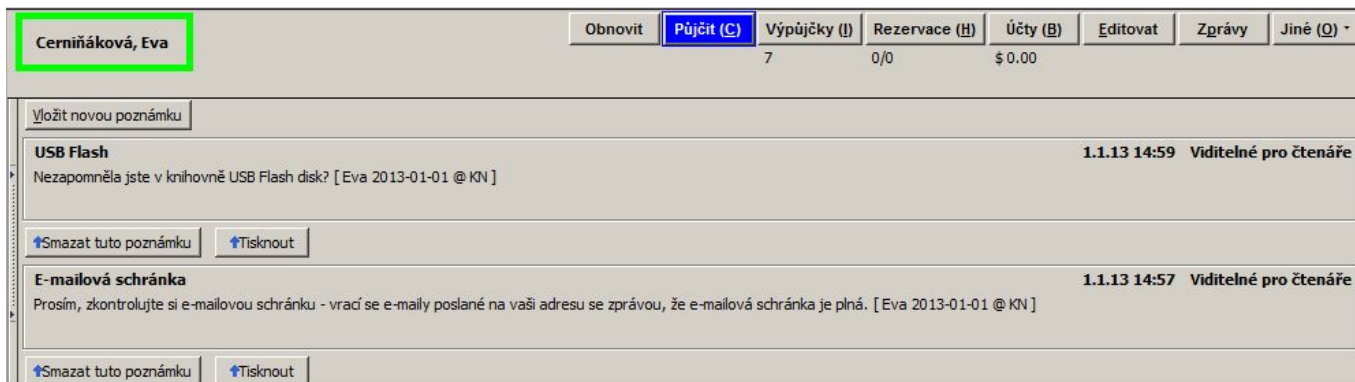 Cerniňáková, Eva
Obnovit Půjčit (C) Výpůjčky (I) Rezervace (H) Účty (B) Editovat Zprávy Jiné (O)
7 0/0 $ 0.00
Vložit novou poznámku
USB Flash 1.1.13 14:59 Viditelné pro čtenáře
Nezapomněla jste v knihovně USB Flash disk? [ Eva 2013-01-01 @ KN ]
Smazat tuto poznámku Tisknout
E-mailová schránka 1.1.13 14:57 Viditelné pro čtenáře
Prosím, zkontrolujte si e-mailovou schránku - vrací se e-maily poslané na vaši adresu se zprávou, že e-mailová schránka je plná. [ Eva 2013-01-01 @ KN ]
Smazat tuto poznámku Tisknout